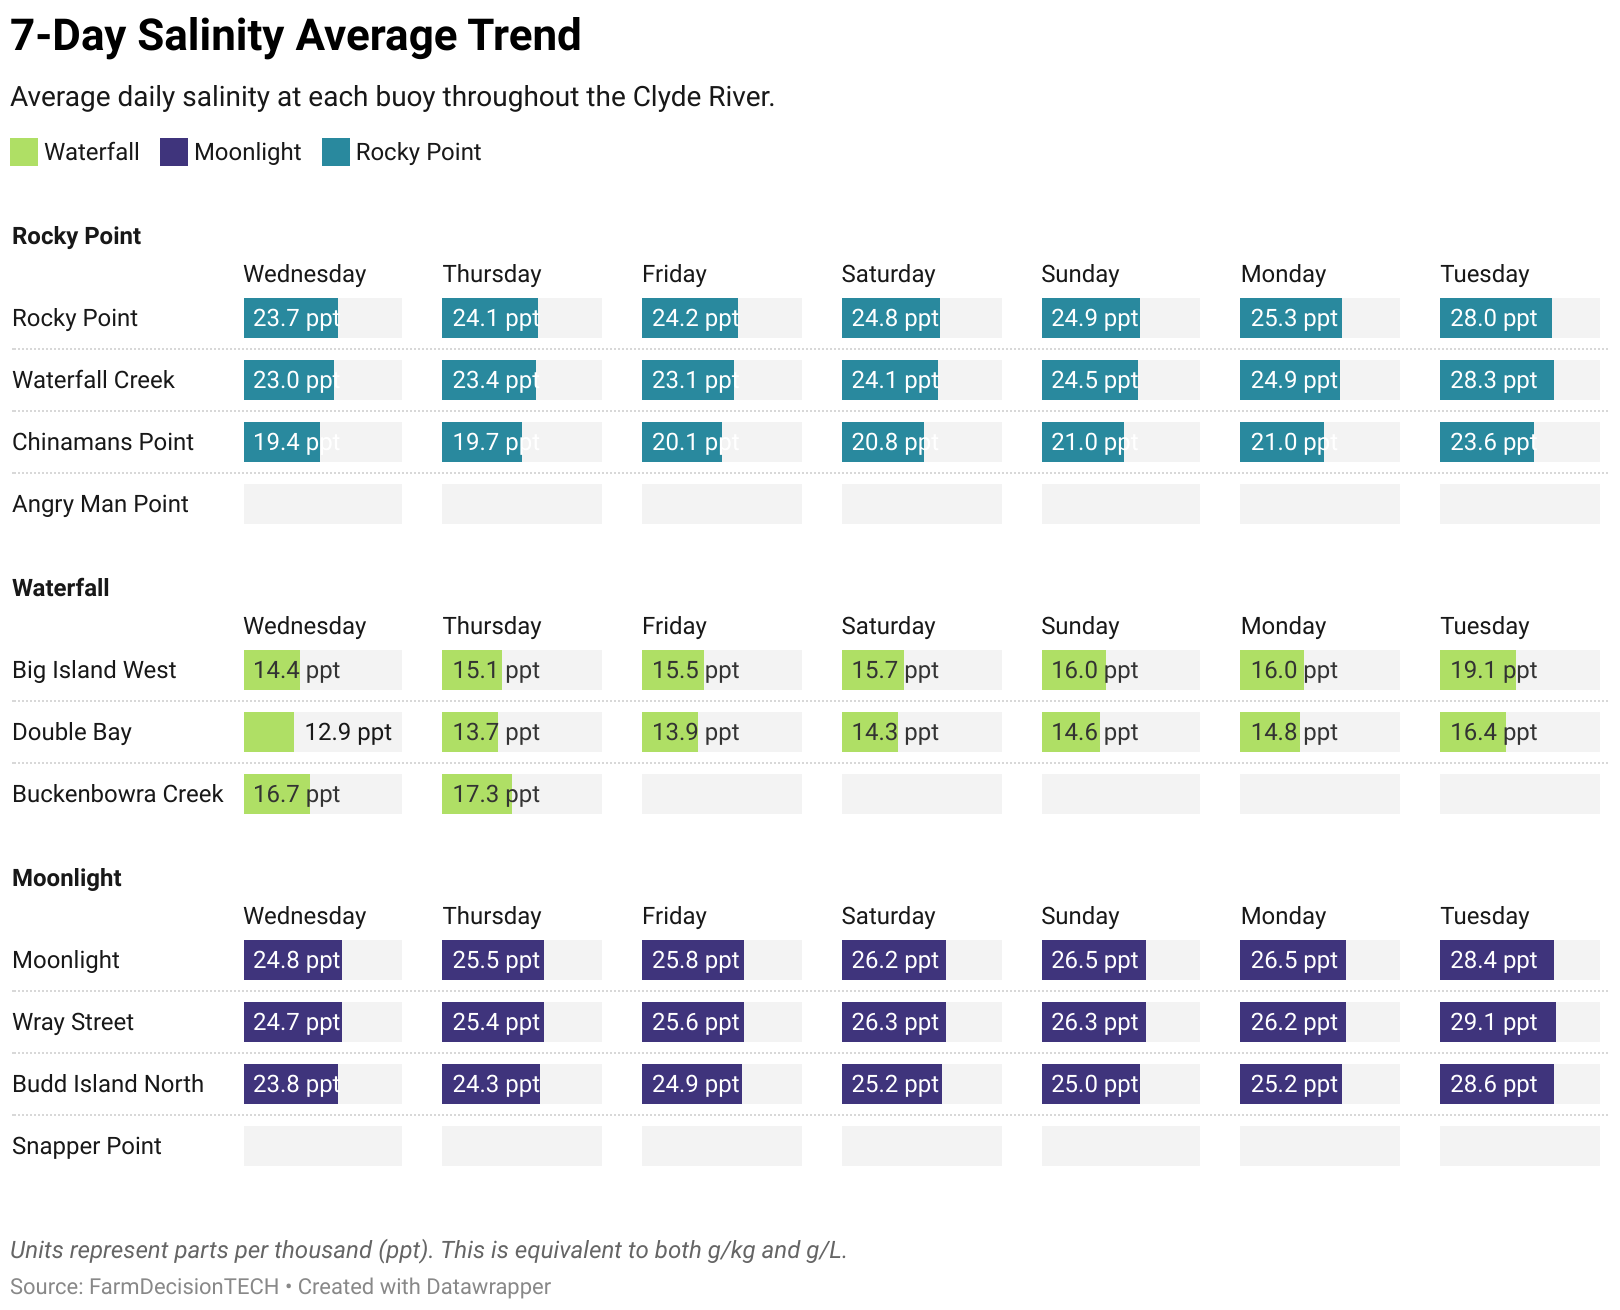 7-Day Salinity Average Trend
Average daily salinity at each buoy throughout the Clyde River.
Waterfall Moonlight Rocky Point
Rocky Point
Wednesday Thursday Friday Saturday Sunday Monday Tuesday
Rocky Point 23.7 ppt 24.1 ppt 24.2 ppt 24.8 ppt 24.9 ppt 25.3 ppt 28.0 ppt
Waterfall Creek 23.0 ppt 23.4 ppt 23.1 ppt 24.1 ppt 24.5 ppt 24.9 ppt 28.3 ppt
Chinamans Point 19.4 ppt 19.7 ppt 20.1 ppt 20.8 ppt 21.0 ppt 21.0 ppt 23.6 ppt
Angry Man Point
Waterfall
Wednesday Thursday Friday Saturday Sunday Monday Tuesday
Big Island West 14.4 ppt 15.1 ppt 15.5 ppt 15.7 ppt 16.0 ppt 16.0 ppt 19.1 ppt
Double Bay 12.9 ppt 13.7 ppt 13.9 ppt 14.3 ppt 14.6 ppt 14.8 ppt 16.4 ppt
Buckenbowra Creek 16.7 ppt 17.3 ppt
Moonlight
Wednesday Thursday Friday Saturday Sunday Monday Tuesday
Moonlight 24.8 ppt 25.5 ppt 25.8 ppt 26.2 ppt 26.5 ppt 26.5 ppt 28.4 ppt
Wray Street 24.7 ppt 25.4 ppt 25.6 ppt 26.3 ppt 26.3 ppt 26.2 ppt 29.1 ppt
Budd Island North 23.8 ppt 24.3 ppt 24.9 ppt 25.2 ppt 25.0 ppt 25.2 ppt 28.6 ppt
Snapper Point
Units represent parts per thousand (ppt). This is equivalent to both g/kg and g/L.
Source: FarmDecisionTECH • Created with Datawrapper